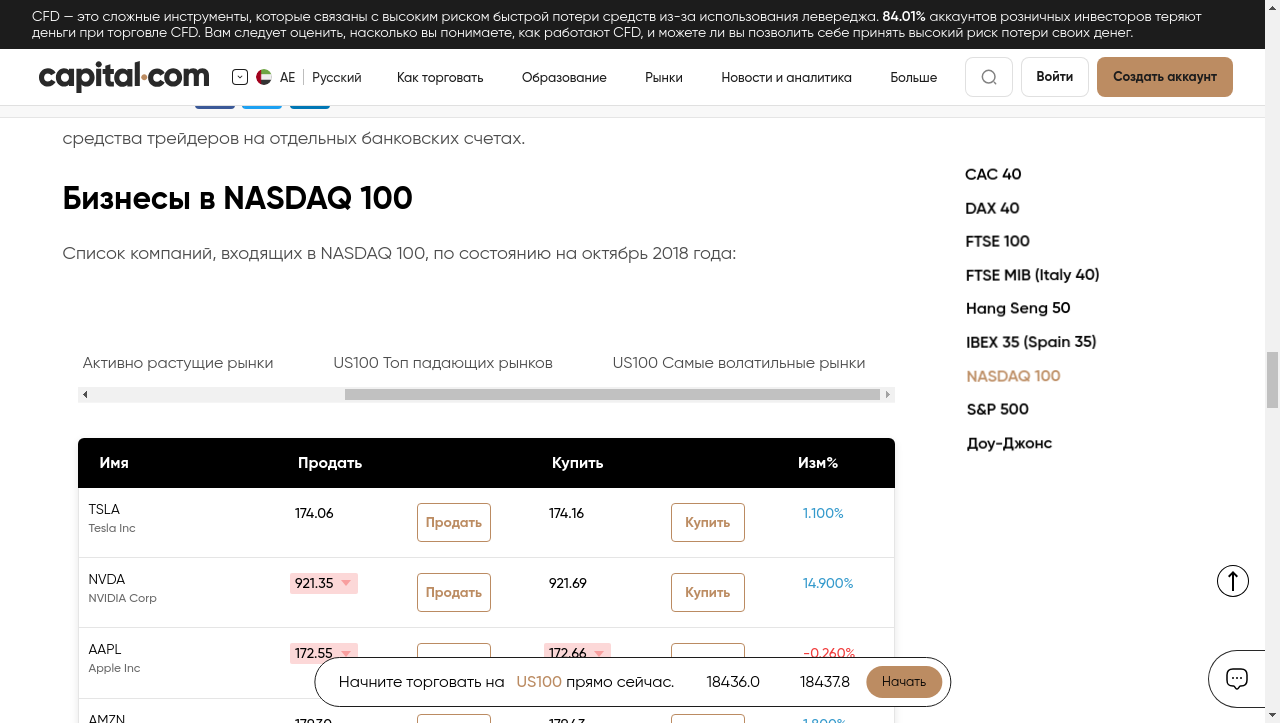 CFD — это сложные инструменты, которые связаны с высоким риском быстрой потери средств из-за использования левереджа. 84.01% аккаунтов розничных инвесторов теряют
деньги при торговле CFD. Вам следует оценить, насколько вы понимаете, как работают CFD, и можете ли вы позволить себе принять высокий риск потери своих денег.
capital.com AE Русский Как торговать Образование Рынки Новости и аналитика Больше Войти Создать аккаунт
средства трейдеров на отдельных банковских счетах.
Бизнесы в NASDAQ 100
Список компаний, входящих в NASDAQ 100, по состоянию на октябрь 2018 года:
Активно растущие рынки US100 Топ падающих рынков US100 Самые волатильные рынки
Имя Продать Купить Изм%
TSLA 174.06 Продать 174.16 Купить 1.100%
Tesla Inc
NVDA 921.35 Продать 921.69 Купить 14.900%
NVIDIA Corp
AAPL 172.55 172.66 -0.260%
Apple Inc
AMZN
CAC 40
DAX 40
FTSE 100
FTSE MIB (Italy 40)
Hang Seng 50
IBEX 35 (Spain 35)
NASDAQ 100
S&P 500
Доу-Джонс
Начните торговать на US100 прямо сейчас. 18436.0 18437.8 Начать